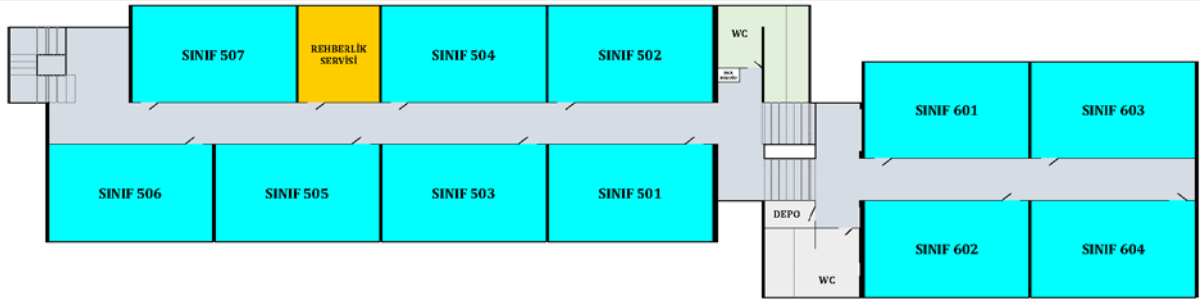 SINIF 507
REHBERLİK
SERVİSİ
SINIF 504
SINIF 502
WC
SINIF 601
SINIF 603
SINIF 506
SINIF 505
SINIF 503
SINIF 501
DEPO
WC
SINIF 602
SINIF 604